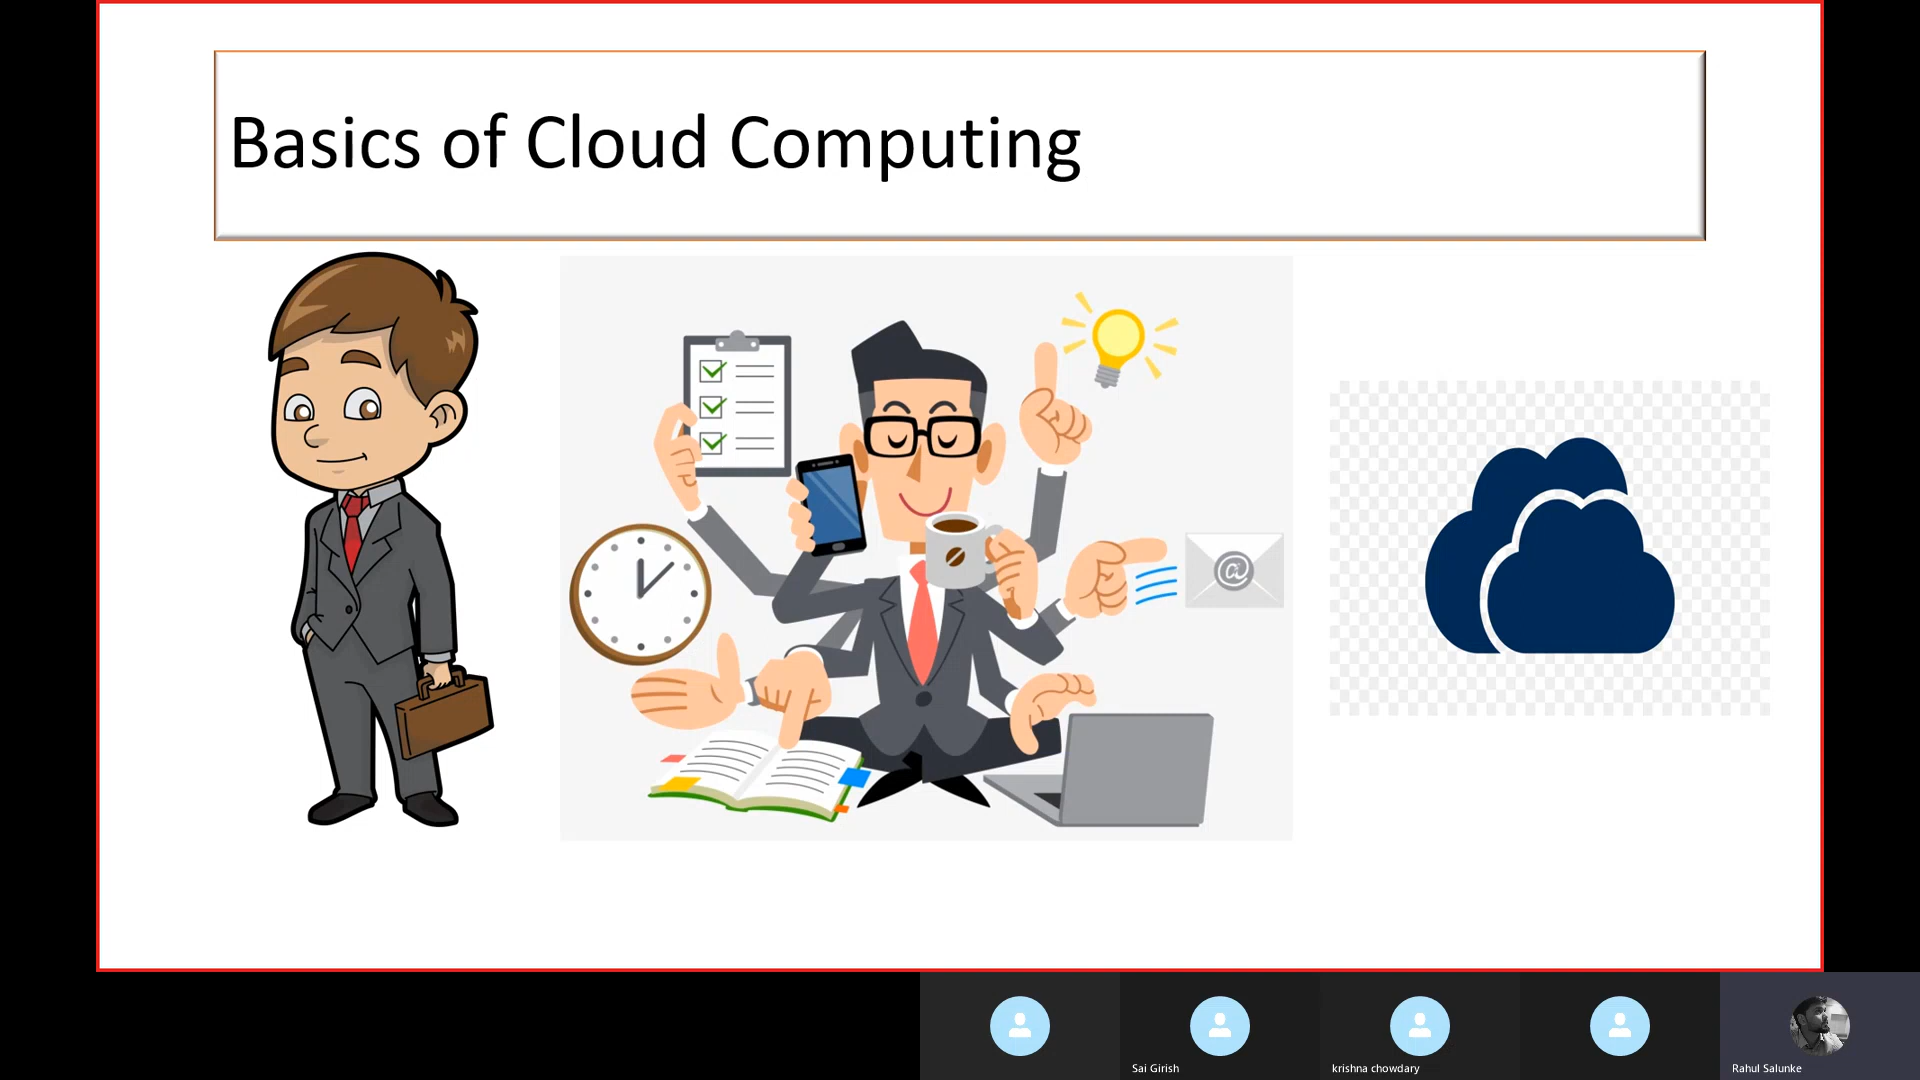 Basics of Cloud Computing
@
Sai Girish
krishna chowdary
Rahul Salunke